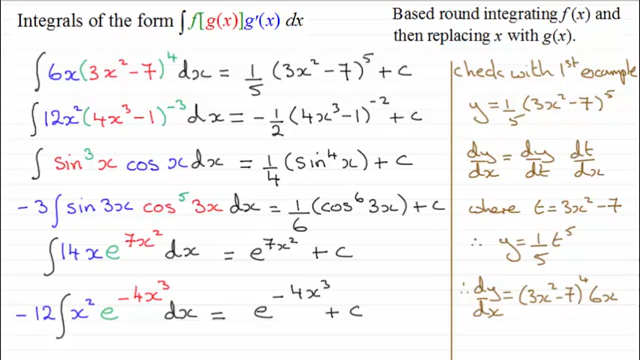 Integrals of the form ∫ f[g(x)]g'(x) dx
Based round integrating f(x) and
then replacing x with g(x).
∫ 6x(3x² - 7)⁴ dx = 1/5 (3x² - 7)⁵ + c
∫ 12x²(4x³ - 1)⁻³ dx = -1/2 (4x³ - 1)⁻² + c
∫ sin³x cos x dx = 1/4 (sin⁴x) + c
-3 ∫ sin 3x cos⁵ 3x dx = 1/6 (cos⁶ 3x) + c
∫ 14x e^(7x²) dx = e^(7x²) + c
-12 ∫ x² e^(-4x³) dx = e^(-4x³) + c
check with 1st example
y = 1/5 (3x² - 7)⁵
dy/dx = dy/dt dt/dx
where t = 3x² - 7
∴ y = 1/5 t⁵
∴ dy/dx = (3x² - 7)⁴ 6x